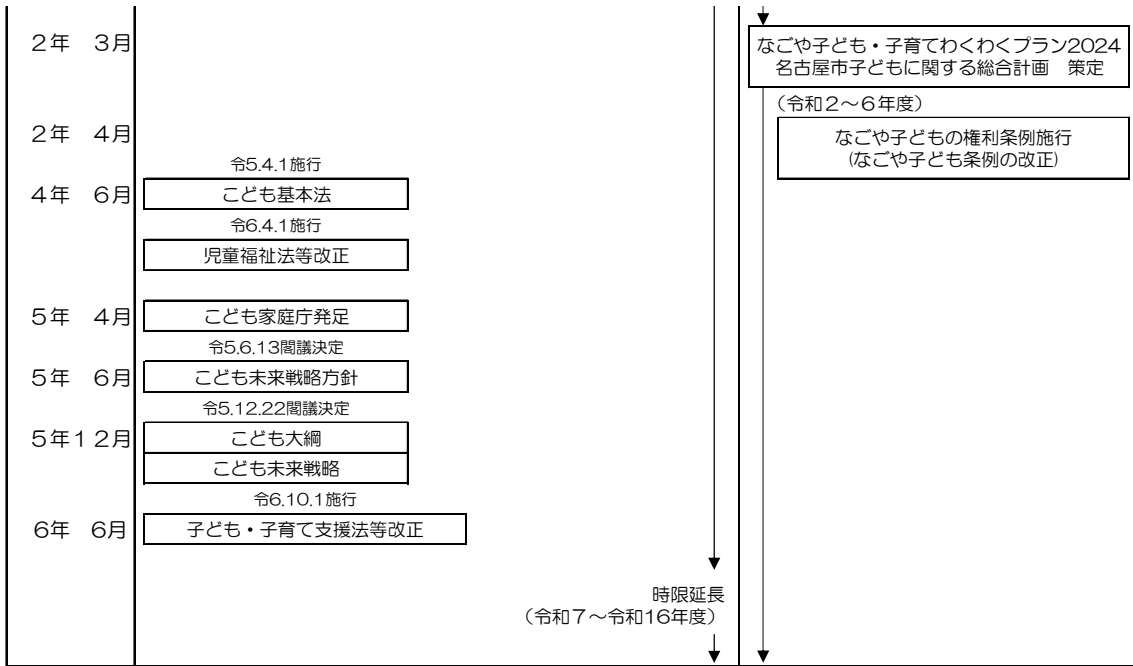 2年　3月
なごや子ども・子育てわくわくプラン2024
名古屋市子どもに関する総合計画　策定
（令和2～6年度）
2年　4月
なごや子どもの権利条例施行
(なごや子ども条例の改正)
令5.4.1施行
4年　6月
こども基本法
令6.4.1施行
児童福祉法等改正
5年　4月
こども家庭庁発足
令5.6.13閣議決定
5年　6月
こども未来戦略方針
令5.12.22閣議決定
5年12月
こども大綱
こども未来戦略
令6.10.1施行
6年　6月
子ども・子育て支援法等改正
時限延長
（令和7～令和16年度）